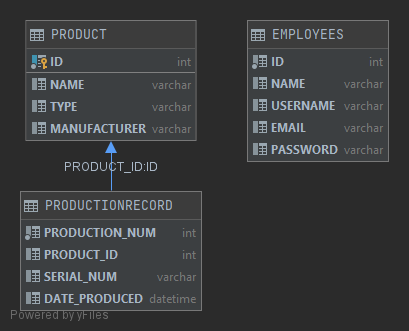 PRODUCT
ID int
NAME varchar
TYPE varchar
MANUFACTURER varchar
EMPLOYEES
ID int
NAME varchar
USERNAME varchar
EMAIL varchar
PASSWORD varchar
PRODUCT_ID:ID
PRODUCTIONRECORD
PRODUCTION_NUM int
PRODUCT_ID int
SERIAL_NUM varchar
DATE_PRODUCED datetime
Powered by yFiles